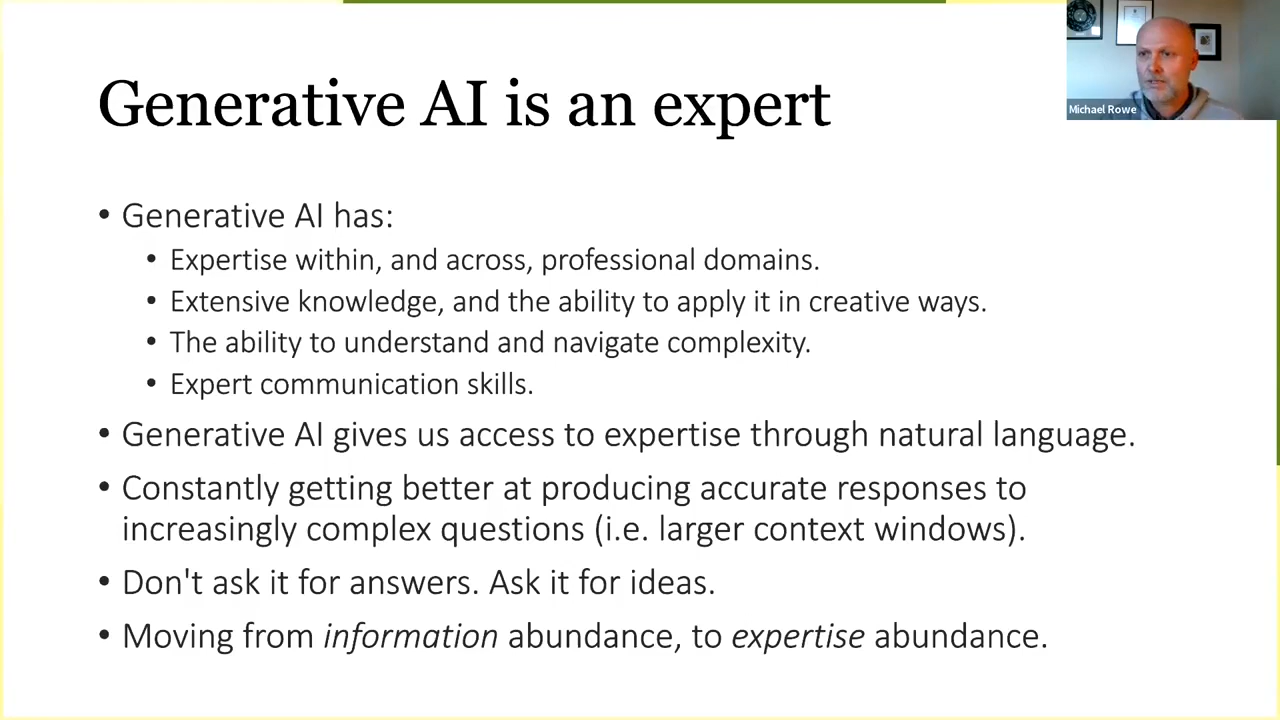 Generative AI is an expert
Michael Rowe
• Generative AI has:
• Expertise within, and across, professional domains.
• Extensive knowledge, and the ability to apply it in creative ways.
• The ability to understand and navigate complexity.
• Expert communication skills.
• Generative AI gives us access to expertise through natural language.
• Constantly getting better at producing accurate responses to
increasingly complex questions (i.e. larger context windows).
• Don't ask it for answers. Ask it for ideas.
• Moving from information abundance, to expertise abundance.